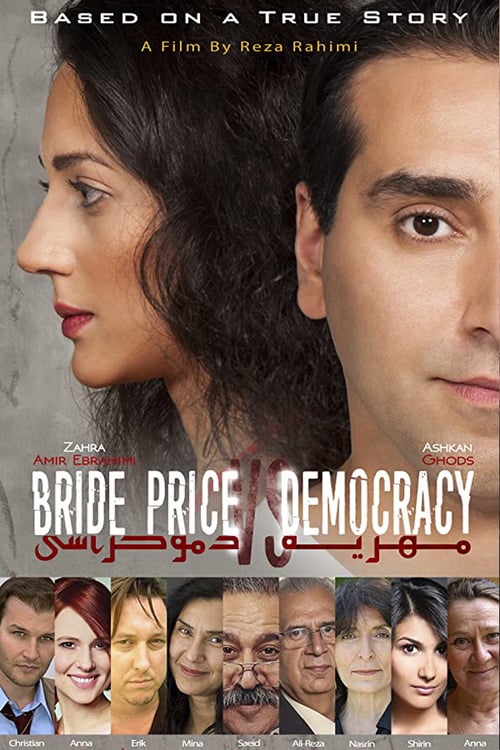 BASED ON A TRUE STORY
A FILM BY REZA RAHIMI
ZAHRA
AMIR EBRAHIMI
ASHKAN
GHODS
BRIDE PRICE VS DEMOCRACY
مهریه دموکراسی
Christian Anna Erik Mina Saeid Ali-Reza Nasrin Shirin Anna